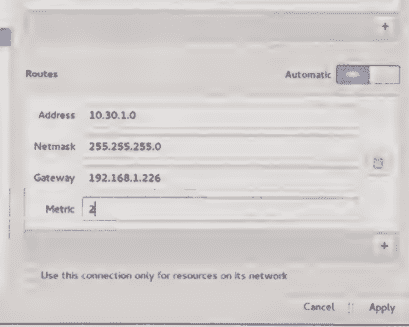 +
Routes
Automatic
Address 10.30.1.0
Netmask 255.255.255.0
Gateway 192.168.1.226
Metric 2
+
Use this connection only for resources on its network
Cancel Apply